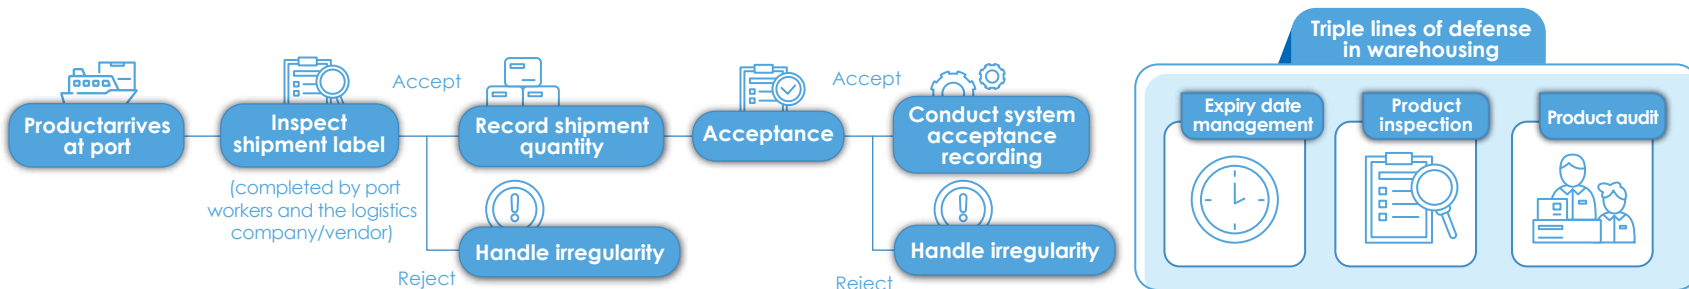 Productarrives
at port
Inspect
shipment label
(completed by port
workers and the logistics
company/vendor)
Accept
Record shipment
quantity
Reject
Handle irregularity
Acceptance
Accept
Conduct system
acceptance
recording
Reject
Handle irregularity
Triple lines of defense
in warehousing
Expiry date
management
Product
inspection
Product audit